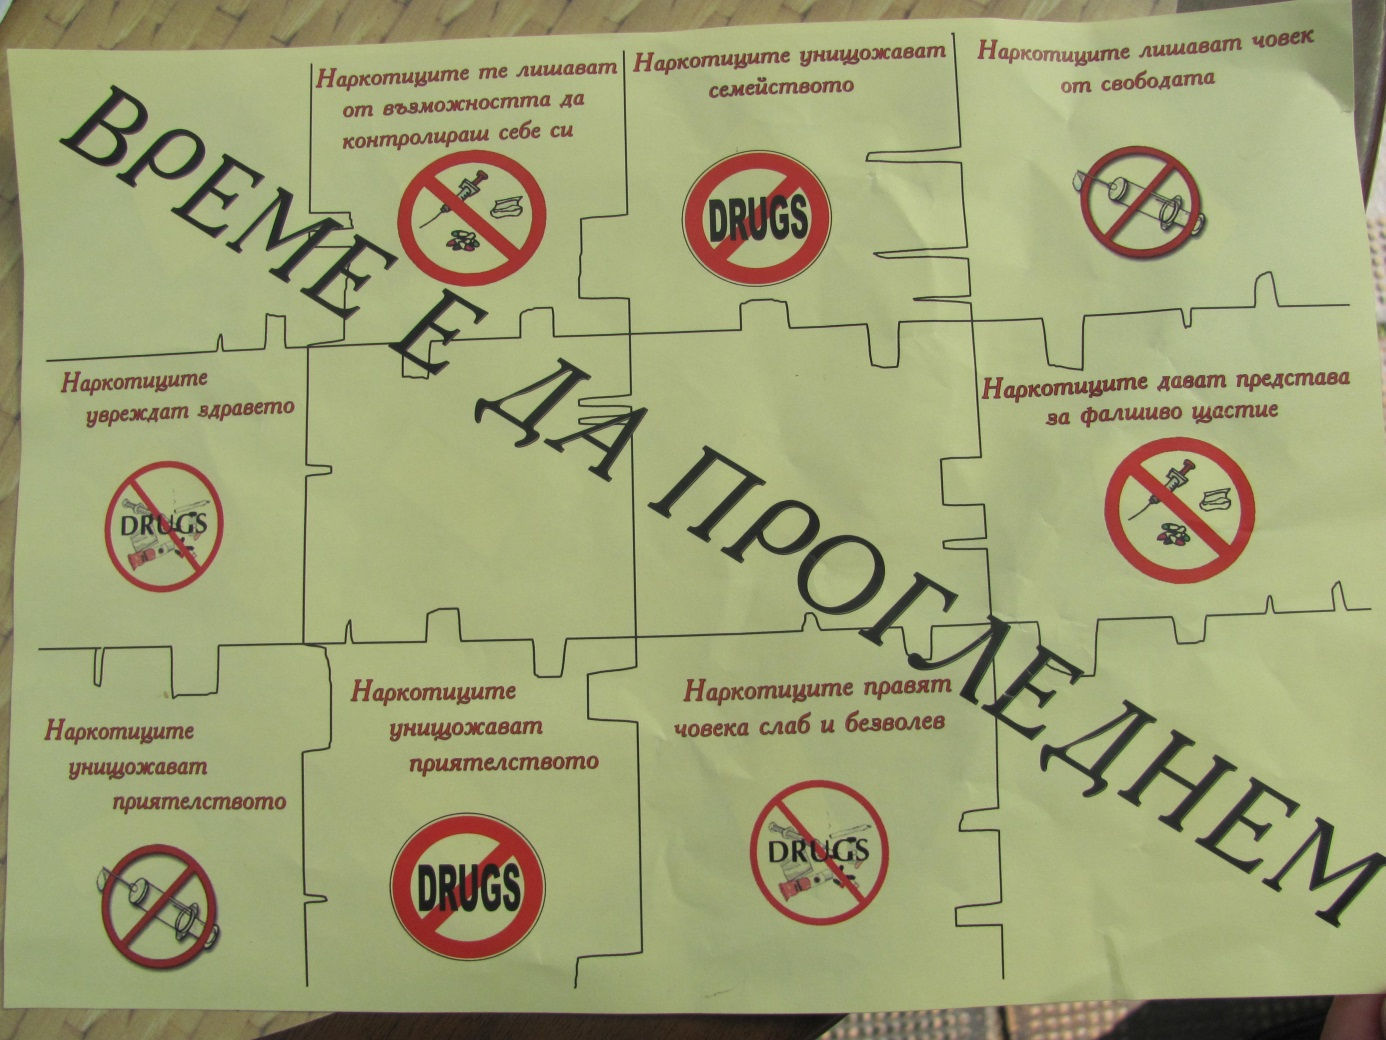 Наркотиците те лишават
от възможността да
контролираш себе си
Наркотиците унищожават
семейството
Наркотиците лишават човек
от свободата
DRUGS
ВРЕМЕ Е ДА ПРОГЛЕДНЕМ
Наркотиците
увреждат здравето
DRUGS
Наркотиците дават представа
за фалшиво щастие
Наркотиците
унищожават
приятелството
Наркотиците
унищожават
приятелството
DRUGS
Наркотиците правят
човека слаб и безволев
DRUGS